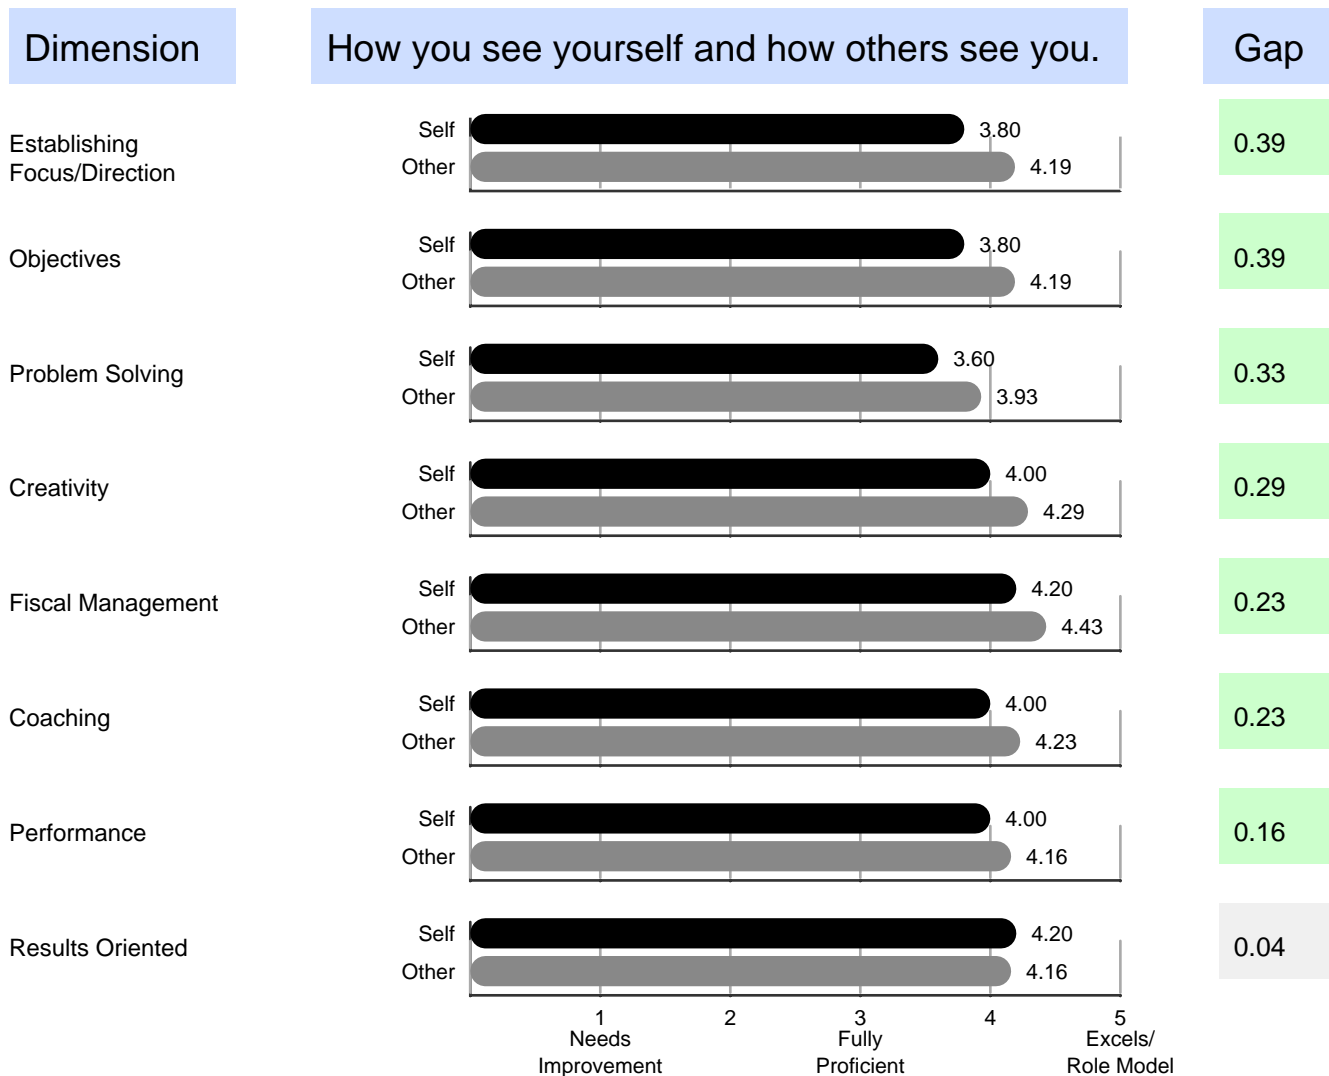 Dimension
How you see yourself and how others see you.
Gap
Establishing
Focus/Direction
Self
3.80
Other
4.19
0.39
Objectives
Self
3.80
Other
4.19
0.39
Problem Solving
Self
3.60
Other
3.93
0.33
Creativity
Self
4.00
Other
4.29
0.29
Fiscal Management
Self
4.20
Other
4.43
0.23
Coaching
Self
4.00
Other
4.23
0.23
Performance
Self
4.00
Other
4.16
0.16
Results Oriented
Self
4.20
Other
4.16
0.04
1 2 3 4 5
Needs Fully Excels/
Improvement Proficient Role Model